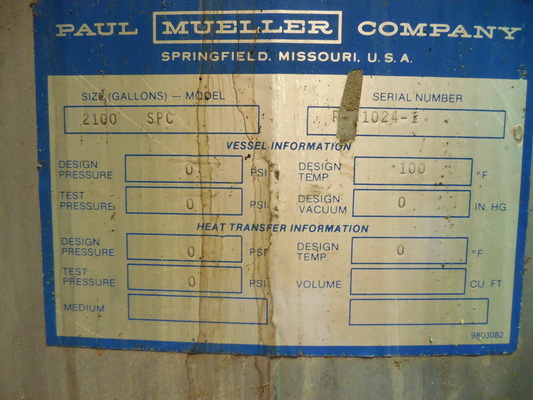 PAUL MUELLER COMPANY
SPRINGFIELD, MISSOURI, U.S.A.
SIZE (GALLONS) — MODEL SERIAL NUMBER
2100 SPC
VESSEL INFORMATION
DESIGN PRESSURE 0 PSI DESIGN TEMP 100 °F
TEST PRESSURE 0 PSI DESIGN VACUUM 0 IN. HG.
HEAT TRANSFER INFORMATION
DESIGN PRESSURE 0 PSI DESIGN TEMP 0 °F
TEST PRESSURE 0 PSI VOLUME CU. FT.
MEDIUM
9803082